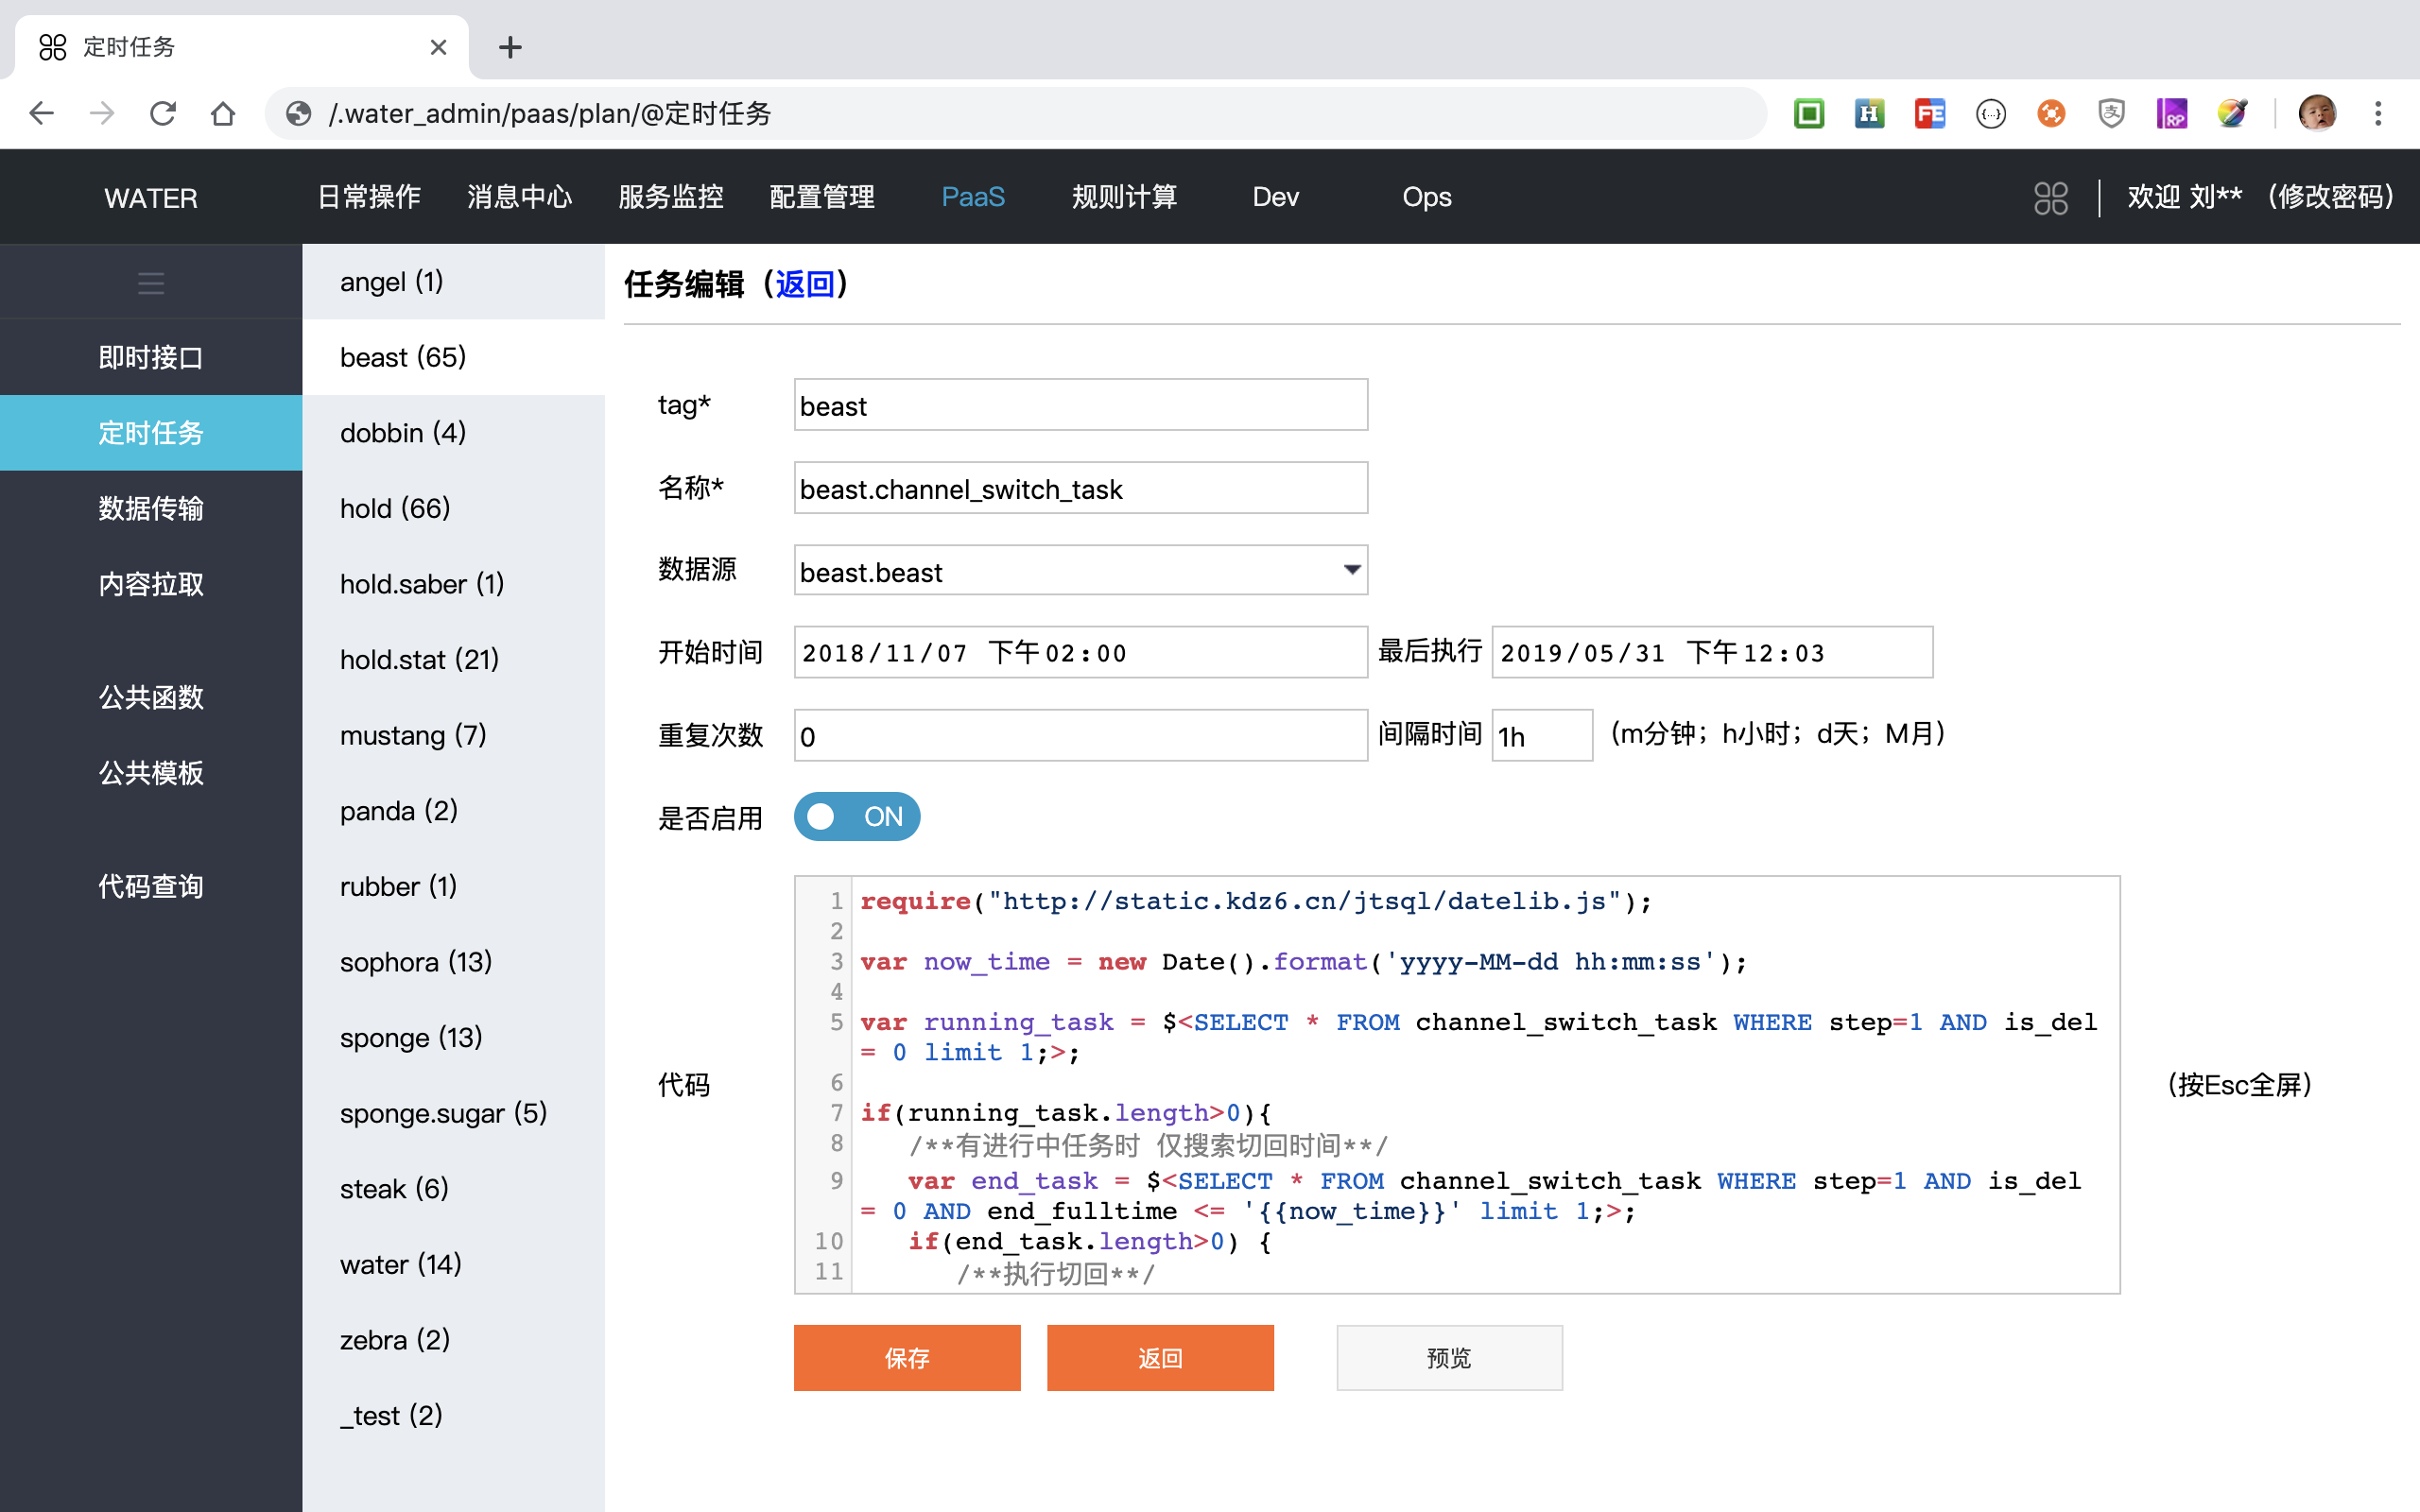 定时任务
/.water_admin/paas/plan/@定时任务
WATER 日常操作 消息中心 服务监控 配置管理 PaaS 规则计算 Dev Ops 欢迎 刘** （修改密码）
即时接口
定时任务
数据传输
内容拉取
公共函数
公共模板
代码查询
angel (1)
beast (65)
dobbin (4)
hold (66)
hold.saber (1)
hold.stat (21)
mustang (7)
panda (2)
rubber (1)
sophora (13)
sponge (13)
sponge.sugar (5)
steak (6)
water (14)
zebra (2)
_test (2)
任务编辑（返回）
tag* beast
名称* beast.channel_switch_task
数据源 beast.beast
开始时间 2018/11/07 下午02:00 最后执行 2019/05/31 下午12:03
重复次数 0 间隔时间 1h （m分钟；h小时；d天；M月）
是否启用 ON
代码
1 require("http://static.kdz6.cn/jtsql/datelib.js");
2
3 var now_time = new Date().format('yyyy-MM-dd hh:mm:ss');
4
5 var running_task = $<SELECT * FROM channel_switch_task WHERE step=1 AND is_del
= 0 limit 1;>;
6
7 if(running_task.length>0){
8 /**有进行中任务时 仅搜索切回时间**/
9 var end_task = $<SELECT * FROM channel_switch_task WHERE step=1 AND is_del
= 0 AND end_fulltime <= '{{now_time}}' limit 1;>;
10 if(end_task.length>0) {
11 /**执行切回**/
（按Esc全屏）
保存 返回 预览